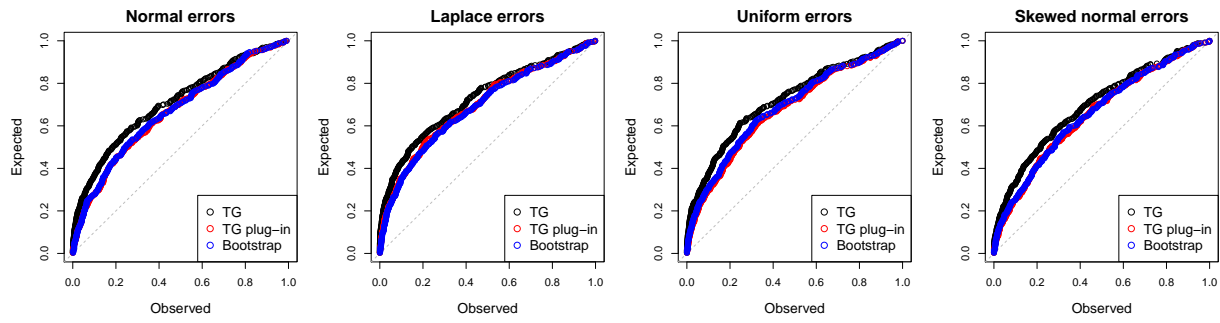 Normal errors
Expected
0.0 0.2 0.4 0.6 0.8 1.0
TG
TG plug−in
Bootstrap
0.0 0.2 0.4 0.6 0.8 1.0
Observed
Laplace errors
Expected
0.0 0.2 0.4 0.6 0.8 1.0
TG
TG plug−in
Bootstrap
0.0 0.2 0.4 0.6 0.8 1.0
Observed
Uniform errors
Expected
0.0 0.2 0.4 0.6 0.8 1.0
TG
TG plug−in
Bootstrap
0.0 0.2 0.4 0.6 0.8 1.0
Observed
Skewed normal errors
Expected
0.0 0.2 0.4 0.6 0.8 1.0
TG
TG plug−in
Bootstrap
0.0 0.2 0.4 0.6 0.8 1.0
Observed